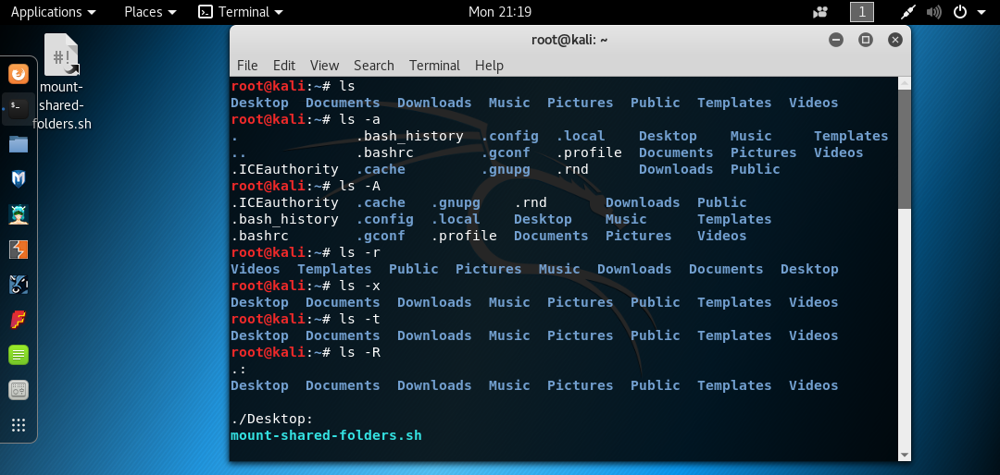 Applications Places Terminal Mon 21:19 1
mount-
shared-
folders.sh
#!
$_
root@kali: ~
File Edit View Search Terminal Help
root@kali:~# ls
Desktop Documents Downloads Music Pictures Public Templates Videos
root@kali:~# ls -a
. .bash_history .config .local Desktop Music Templates
.. .bashrc .gconf .profile Documents Pictures Videos
.ICEauthority .cache .gnupg .rnd Downloads Public
root@kali:~# ls -A
.ICEauthority .cache .gnupg .rnd Downloads Public
.bash_history .config .local Desktop Music Templates
.bashrc .gconf .profile Documents Pictures Videos
root@kali:~# ls -r
Videos Templates Public Pictures Music Downloads Documents Desktop
root@kali:~# ls -x
Desktop Documents Downloads Music Pictures Public Templates Videos
root@kali:~# ls -t
Desktop Documents Downloads Music Pictures Public Templates Videos
root@kali:~# ls -R
.:
Desktop Documents Downloads Music Pictures Public Templates Videos
./Desktop:
mount-shared-folders.sh